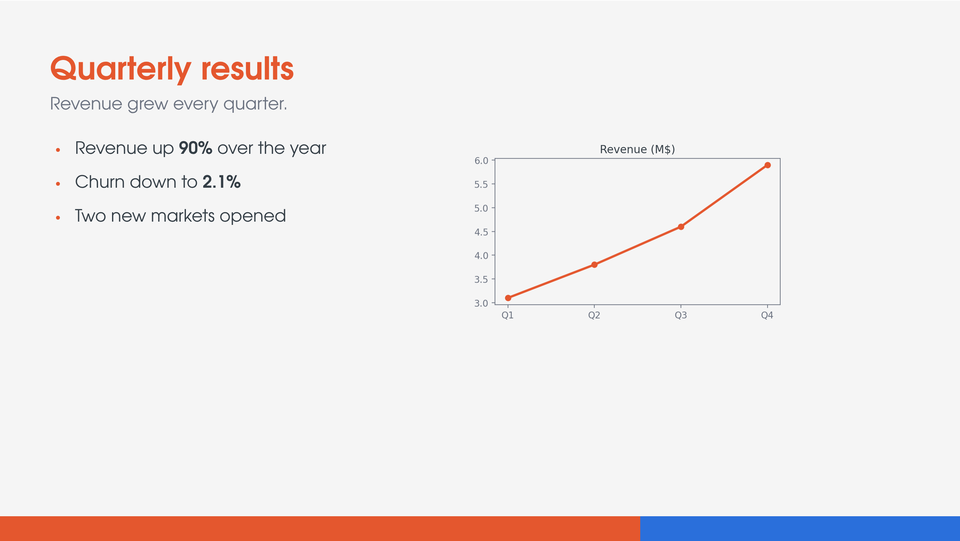 Quarterly results
Revenue grew every quarter.
• Revenue up 90% over the year
• Churn down to 2.1%
• Two new markets opened
Revenue (M$)
6.0
5.5
5.0
4.5
4.0
3.5
3.0
Q1 Q2 Q3 Q4